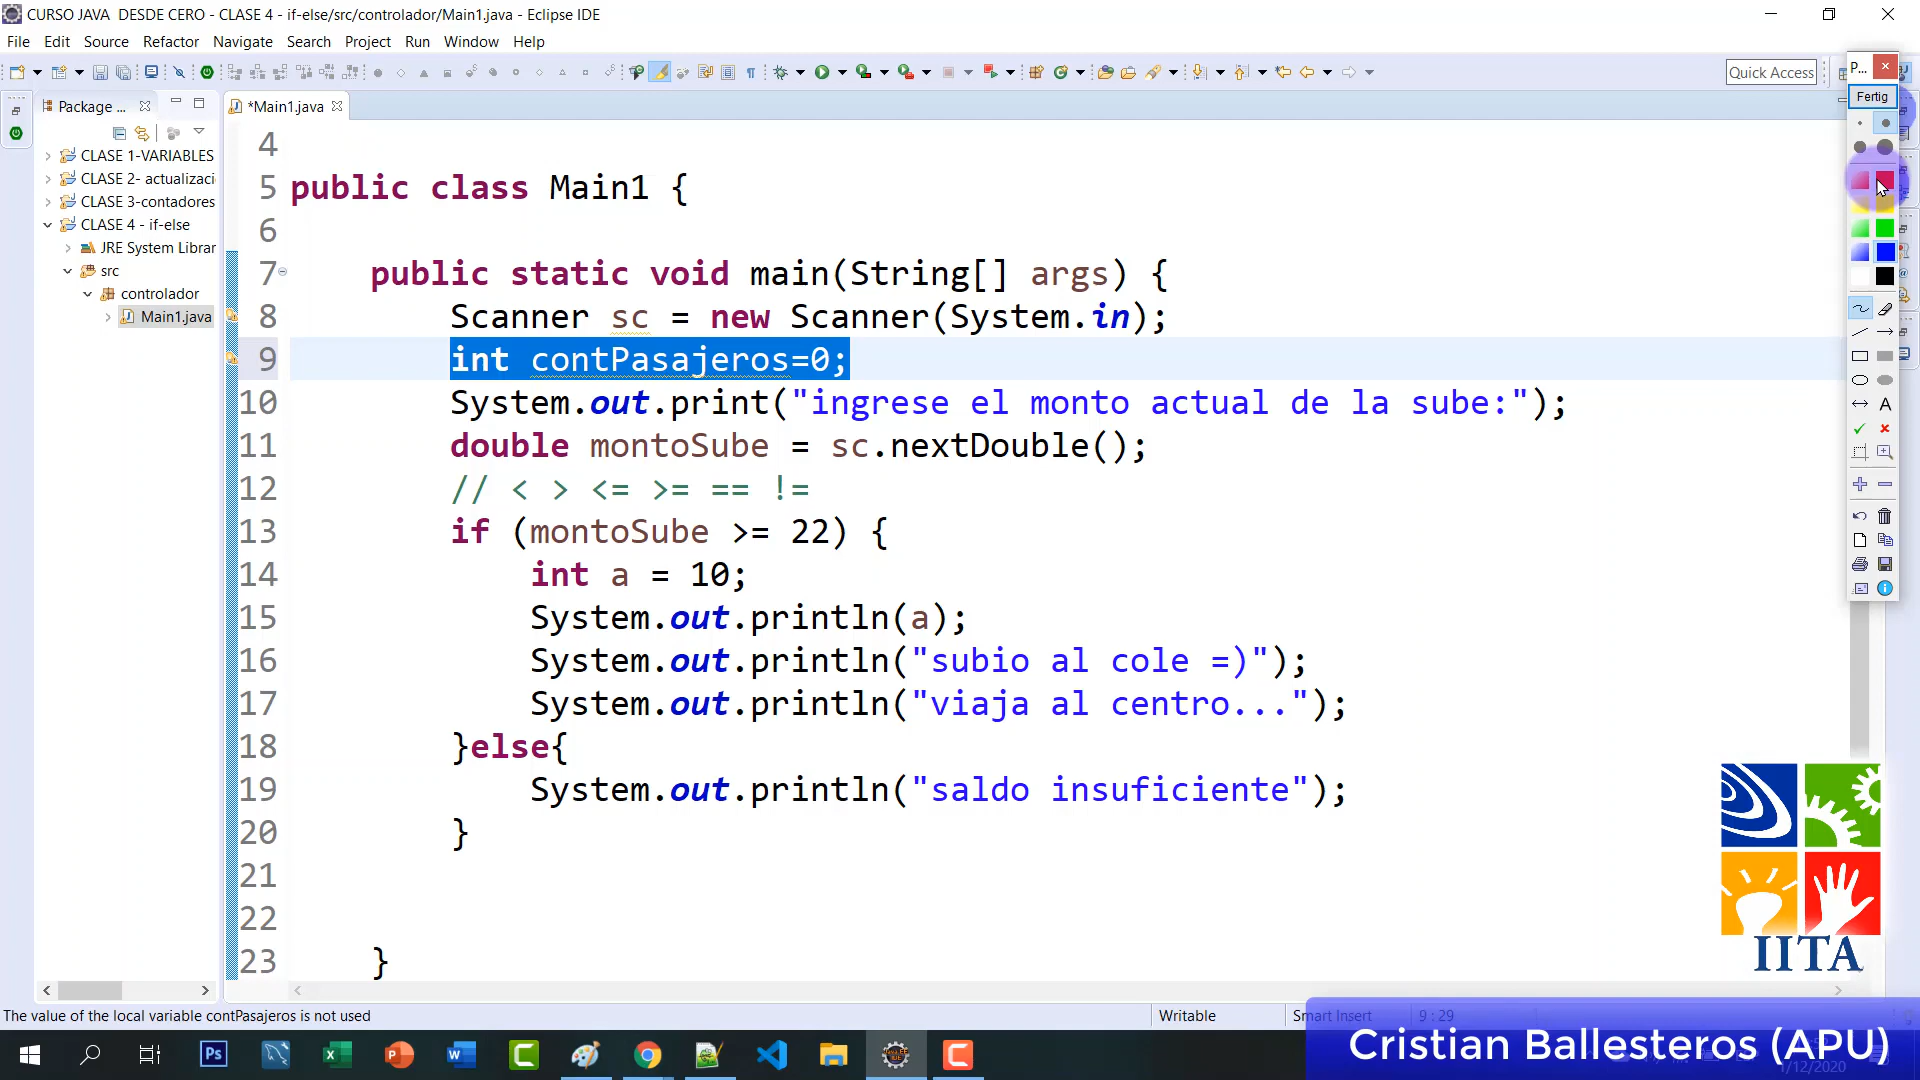 CURSO JAVA DESDE CERO - CLASE 4 - if-else/src/controlador/Main1.java - Eclipse IDE
File Edit Source Refactor Navigate Search Project Run Window Help
Quick Access
P...
Fertig
Package ...
*Main1.java
CLASE 1-VARIABLES
CLASE 2- actualizaci
CLASE 3-contadores
CLASE 4 - if-else
JRE System Librar
src
controlador
Main1.java
4
5 public class Main1 {
6
7 public static void main(String[] args) {
8 Scanner sc = new Scanner(System.in);
9 int contPasajeros=0;
10 System.out.print("ingrese el monto actual de la sube:");
11 double montoSube = sc.nextDouble();
12 // < > <= >= == !=
13 if (montoSube >= 22) {
14 int a = 10;
15 System.out.println(a);
16 System.out.println("subio al cole =)");
17 System.out.println("viaja al centro...");
18 }else{
19 System.out.println("saldo insuficiente");
20 }
21
22
23 }
IITA
The value of the local variable contPasajeros is not used
Writable
Smart Insert
9 : 29
Cristian Ballesteros (APU)
1/12/2020